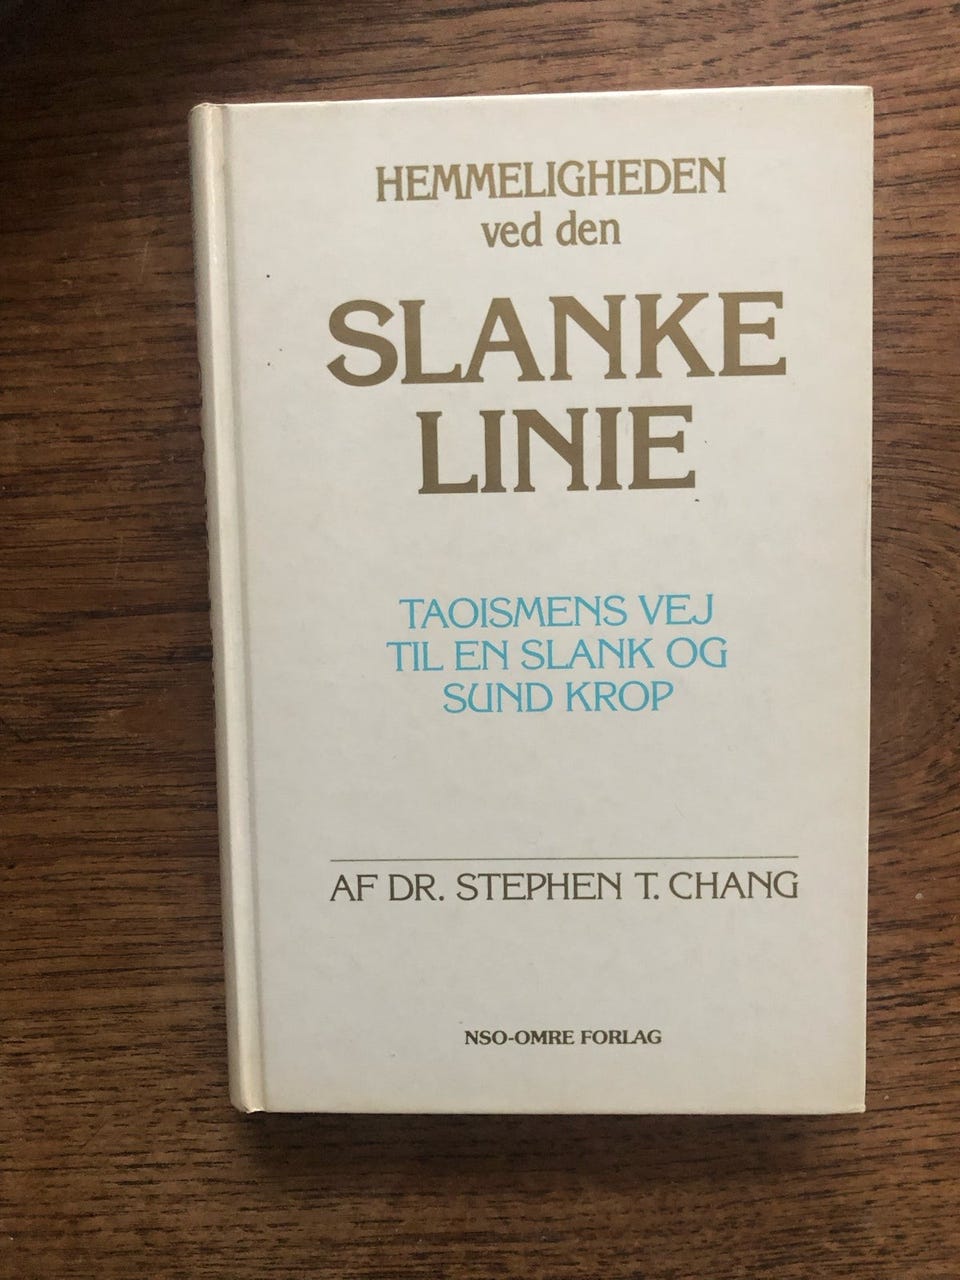 HEMMELIGHEDEN
ved den
SLANKE
LINIE
TAOISMENS VEJ
TIL EN SLANK OG
SUND KROP
AF DR. STEPHEN T. CHANG
NSO-OMRE FORLAG